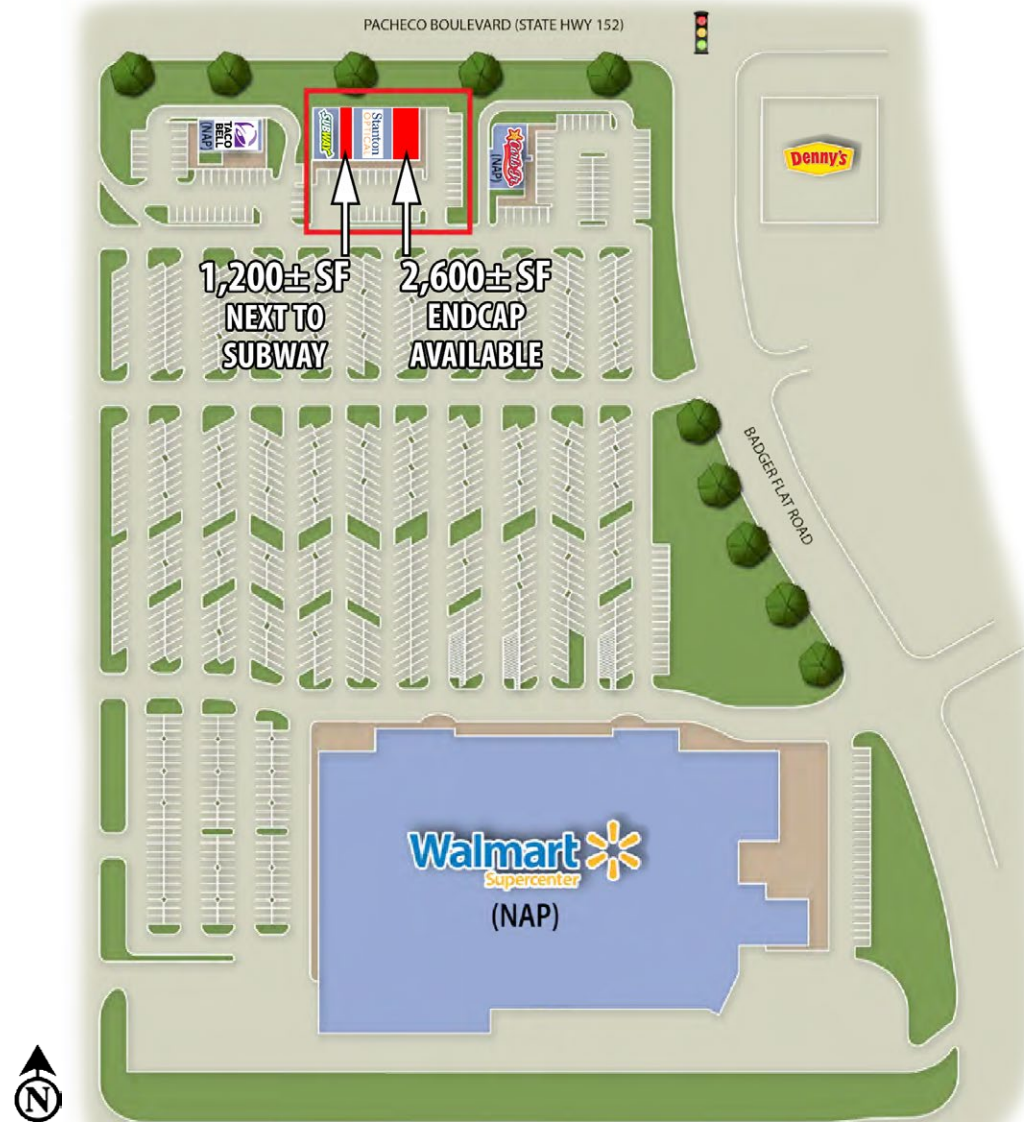 PACHECO BOULEVARD (STATE HWY 152)
TACO
BELL
(NAP)
SUBWAY
Stanton
OPTICAL
Carl's Jr.
(NAP)
Denny's
1,200± SF
NEXT TO
SUBWAY
2,600± SF
ENDCAP
AVAILABLE
BADGER FLAT ROAD
Walmart
Supercenter
(NAP)
N